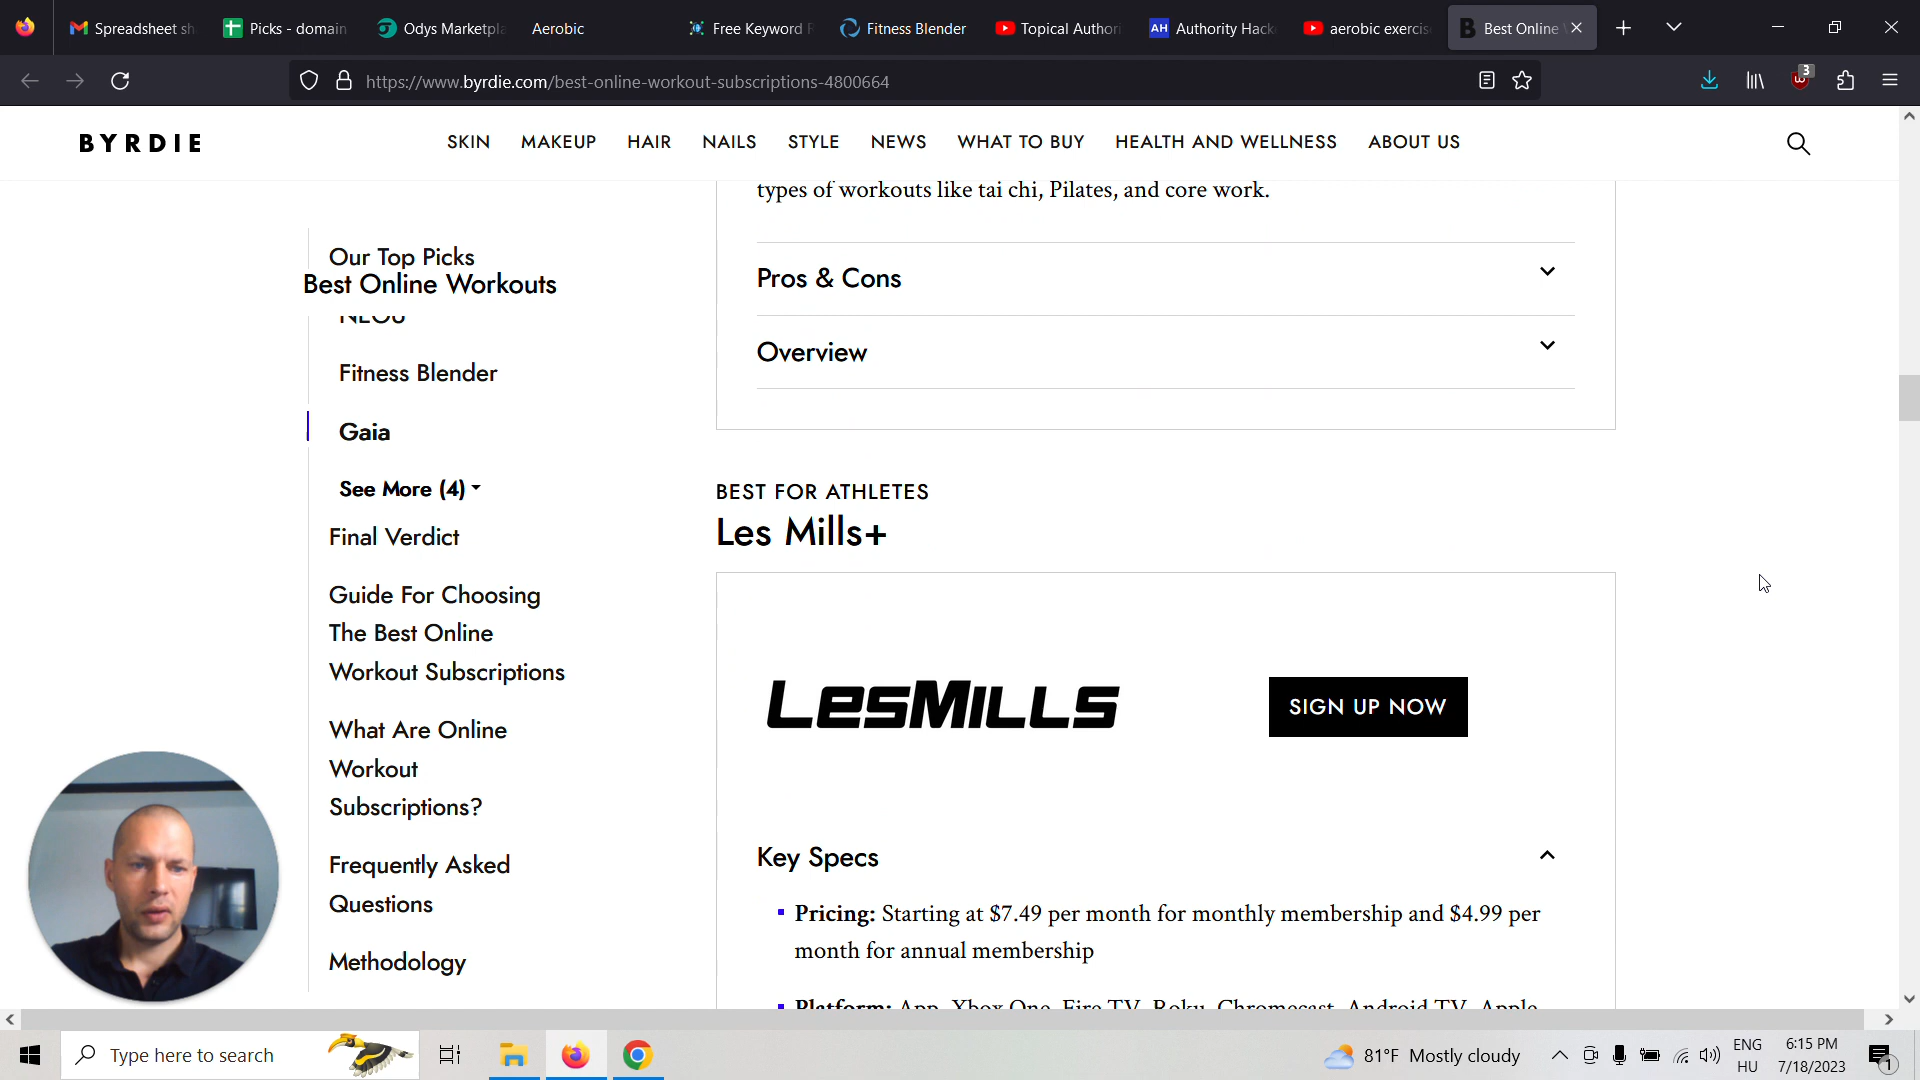 Spreadsheet sh
Picks - domain
Odys Marketpla
Aerobic
Free Keyword R
Fitness Blender
Topical Authori
AH
Authority Hack
aerobic exercis
B
Best Online W
https://www.byrdie.com/best-online-workout-subscriptions-4800664
3
BYRDIE
SKIN MAKEUP HAIR NAILS STYLE NEWS WHAT TO BUY HEALTH AND WELLNESS ABOUT US
types of workouts like tai chi, Pilates, and core work.
Our Top Picks
Best Online Workouts
NEOU
Fitness Blender
Gaia
See More (4)
Final Verdict
Guide For Choosing
The Best Online
Workout Subscriptions
What Are Online
Workout
Subscriptions?
Frequently Asked
Questions
Methodology
Pros & Cons
Overview
BEST FOR ATHLETES
Les Mills+
LESMILLS
SIGN UP NOW
Key Specs
Pricing: Starting at $7.49 per month for monthly membership and $4.99 per
month for annual membership
Platform: App, Xbox One, Fire TV, Roku, Chromecast, Android TV, Apple
Type here to search
81°F Mostly cloudy
ENG
HU
6:15 PM
7/18/2023
1